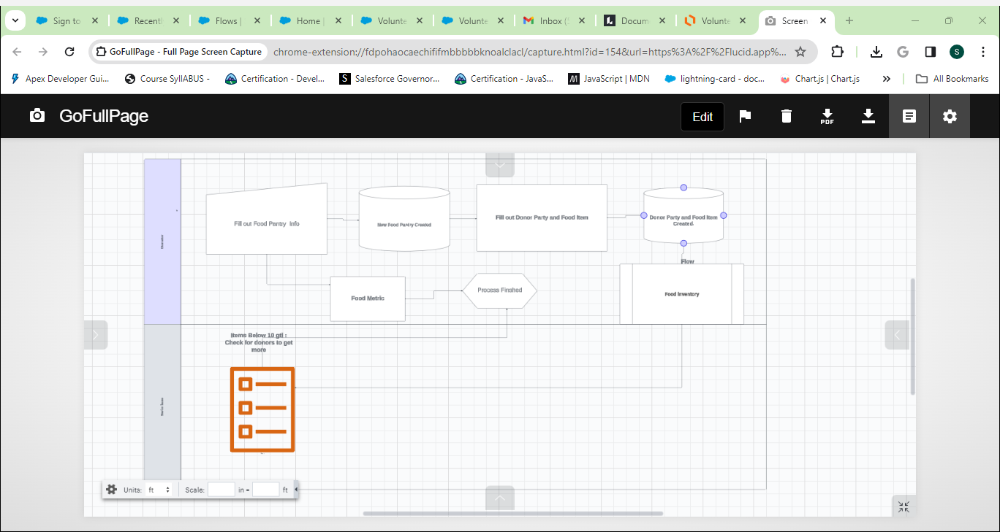 Sign to
Recent
Flows |
Home |
Volunte
Volunte
Inbox (
Docum
Volunte
Screen
GoFullPage - Full Page Screen Capture
chrome-extension://fdpohaocaechififmbbbbbknoalclacl/capture.html?id=154&url=https%3A%2F%2Flucid.app%...
S
Apex Developer Gui...
Course SyllABUS -
Certification - Devel...
S
Salesforce Governor...
Certification - JavaS...
M
JavaScript | MDN
lightning-card - doc...
Chart.js | Chart.js
»
All Bookmarks
GoFullPage
Edit
PDF
Fill out Food Pantry Info
New Food Pantry Created
Fill out Donor Party and Food Item
Donor Party and Food Item
Created.
Flow
Food Metric
Process Finshed
Food Inventory
Items Below 10 gti :
Check for donors to get
more
Units: ft Scale: in = ft